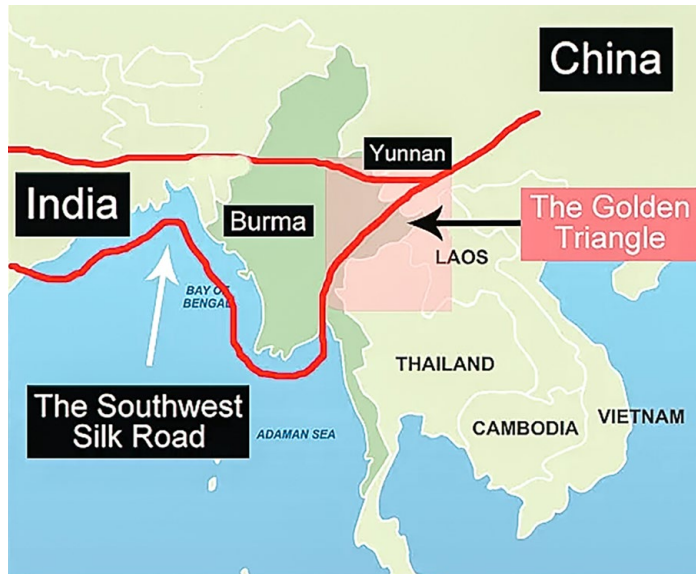 China
Yunnan
India
Burma
The Golden
Triangle
LAOS
BAY OF
BENGAL
THAILAND
The Southwest
Silk Road
ADAMAN SEA
CAMBODIA
VIETNAM